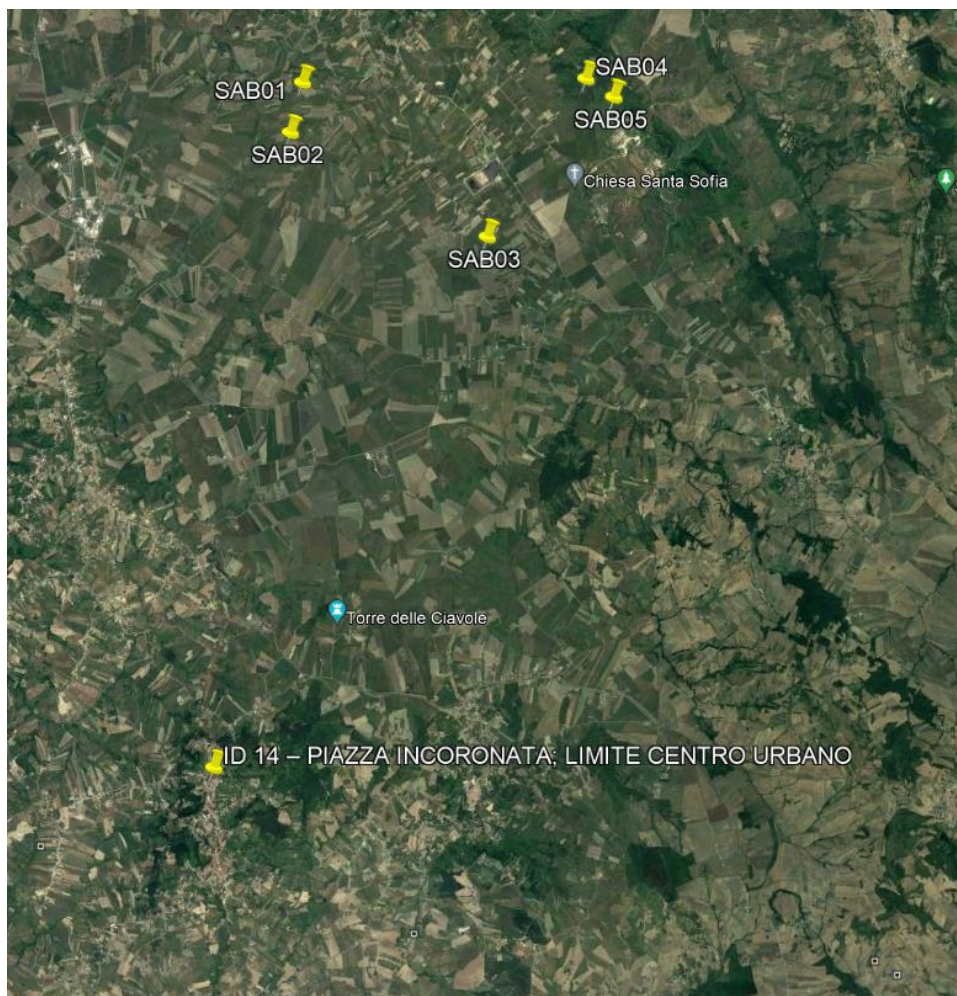 SAB04
SAB01
SAB05
SAB02
Chiesa Santa Sofia
SAB03
Torre delle Ciavole
ID 14 – PIAZZA INCORONATA; LIMITE CENTRO URBANO